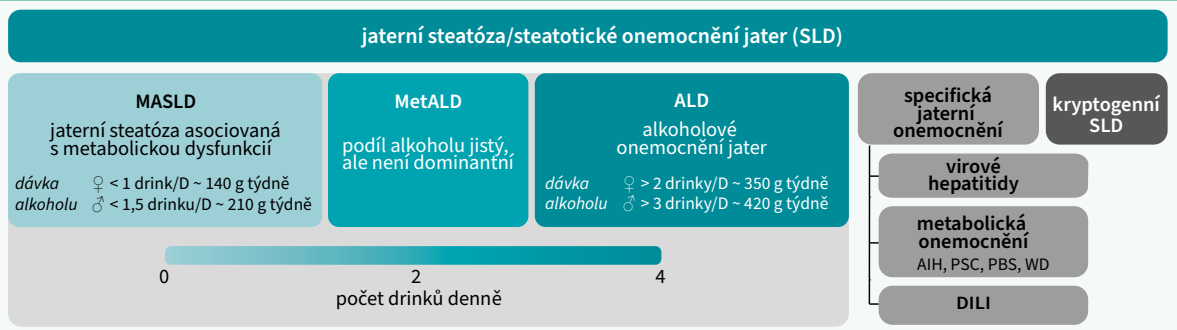 jaterní steatóza/steatotické onemocnění jater (SLD)
MASLD
jaterní steatóza asociovaná
s metabolickou dysfunkcií
dávka ♀ < 1 drink/D ~ 140 g týdně
alkoholu ♂ < 1,5 drinku/D ~ 210 g týdně
MetALD
podíl alkoholu jistý,
ale není dominantní
ALD
alkoholové
onemocnění jater
dávka ♀ > 2 drinky/D ~ 350 g týdně
alkoholu ♂ > 3 drinky/D ~ 420 g týdně
0 2 4
počet drinků denně
specifická
jaterní
onemocnění
virové
hepatitidy
metabolická
onemocnění
AIH, PSC, PBS, WD
DILI
kryptogenní
SLD